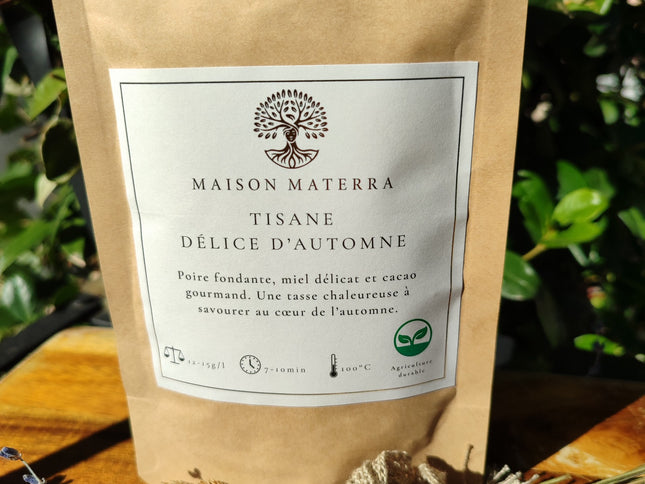 MAISON MATERRA
TISANE
DÉLICE D'AUTOMNE
Poire fondante, miel délicat et cacao
gourmand. Une tasse chaleureuse à
savourer au cœur de l'automne.
12-15g/l
7-10min
100°C
Agriculture
durable